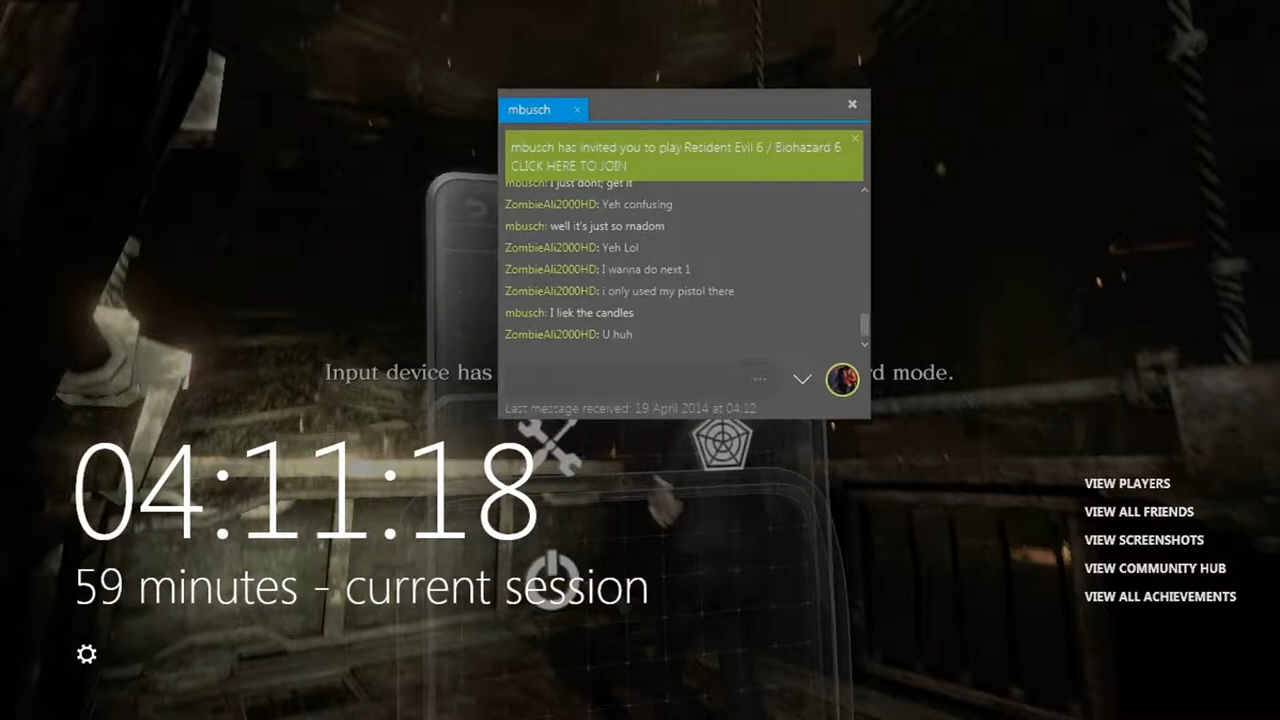 mbusch
mbusch has invited you to play Resident Evil 6 / Biohazard 6
CLICK HERE TO JOIN
mbusch: I just dont; get it
ZombieAli2000HD: Yeh confusing
mbusch: well it's just so rnadom
ZombieAli2000HD: Yeh Lol
ZombieAli2000HD: I wanna do next 1
ZombieAli2000HD: i only used my pistol there
mbusch: I liek the candles
ZombieAli2000HD: U huh
Input device has
d mode.
Last message received: 19 April 2014 at 04:12
04:11:18
59 minutes - current session
VIEW PLAYERS
VIEW ALL FRIENDS
VIEW SCREENSHOTS
VIEW COMMUNITY HUB
VIEW ALL ACHIEVEMENTS